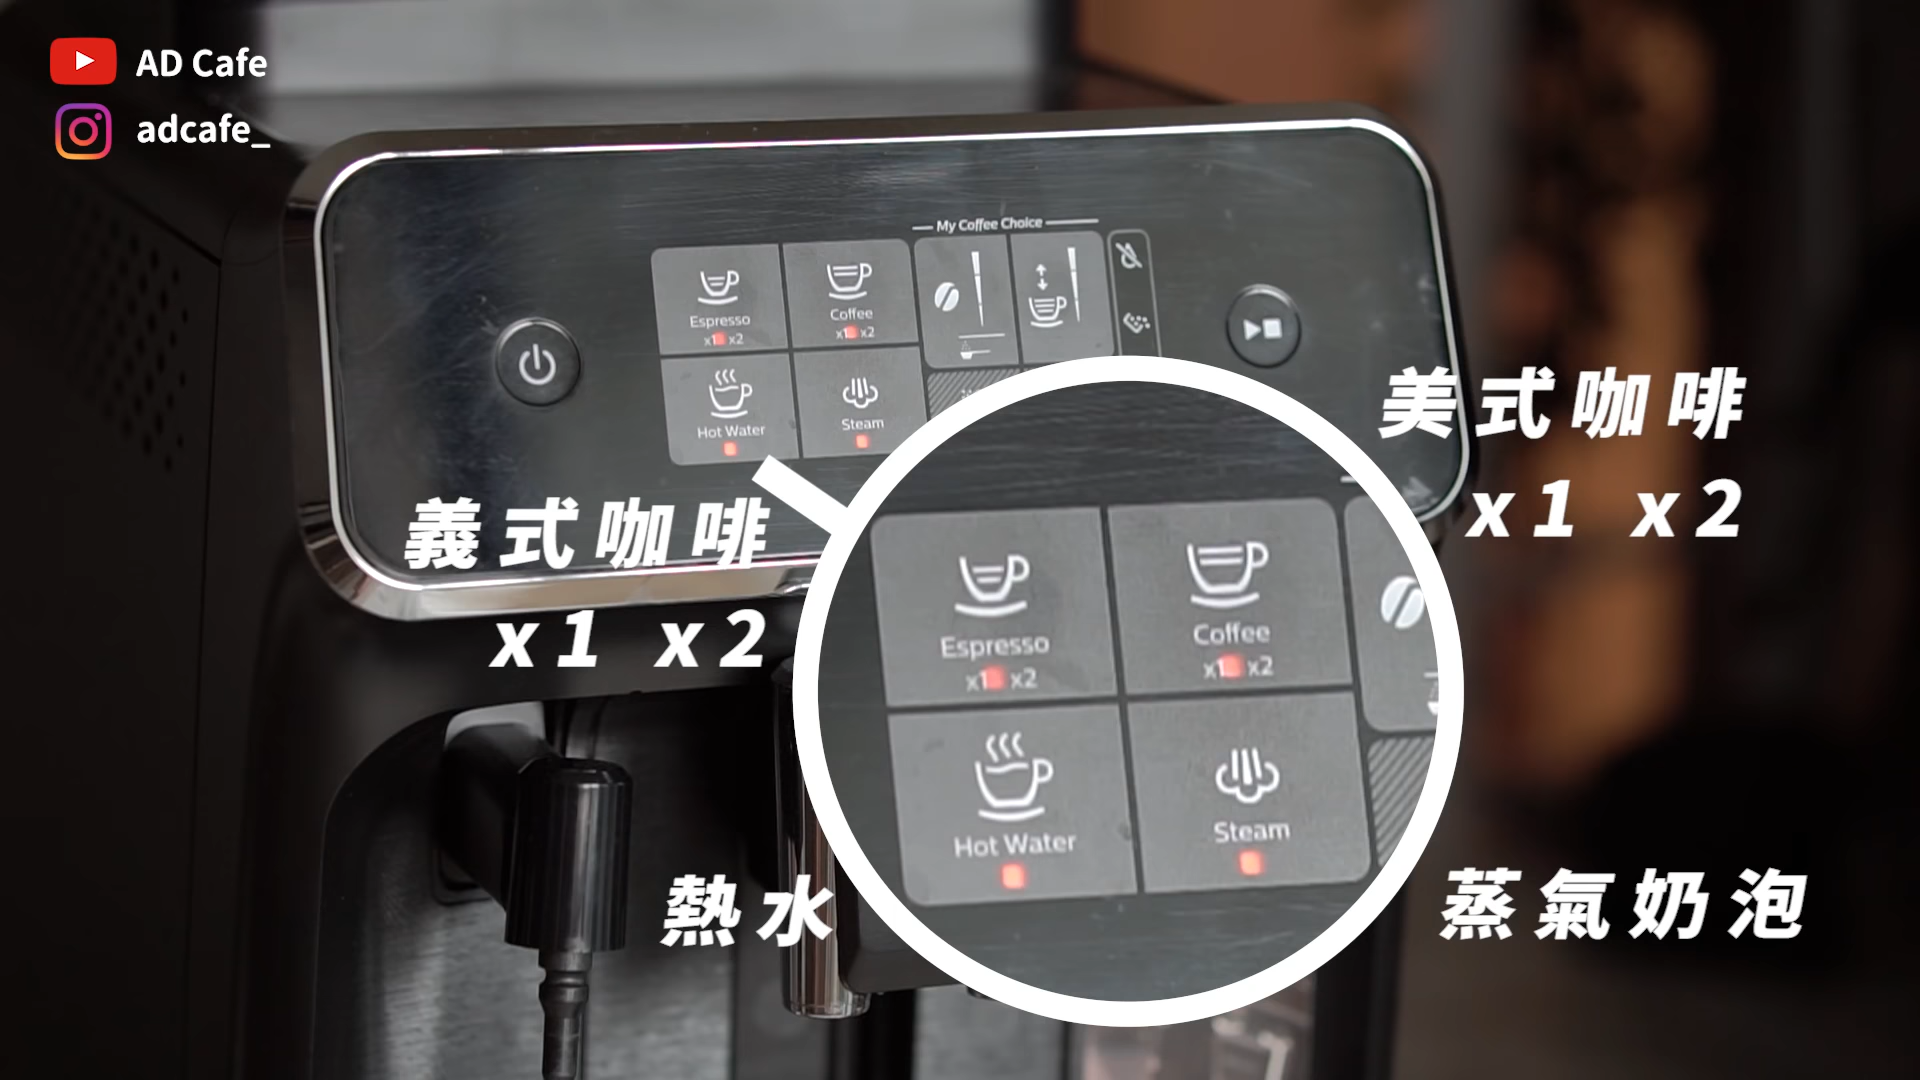 AD Cafe
adcafe_
My Coffee Choice
Espresso
x1 x2
Coffee
x1 x2
Hot Water
Steam
美式咖啡
x1 x2
義式咖啡
x1 x2
Espresso
x1 x2
Coffee
x1 x2
Hot Water
Steam
熱水
蒸氣奶泡